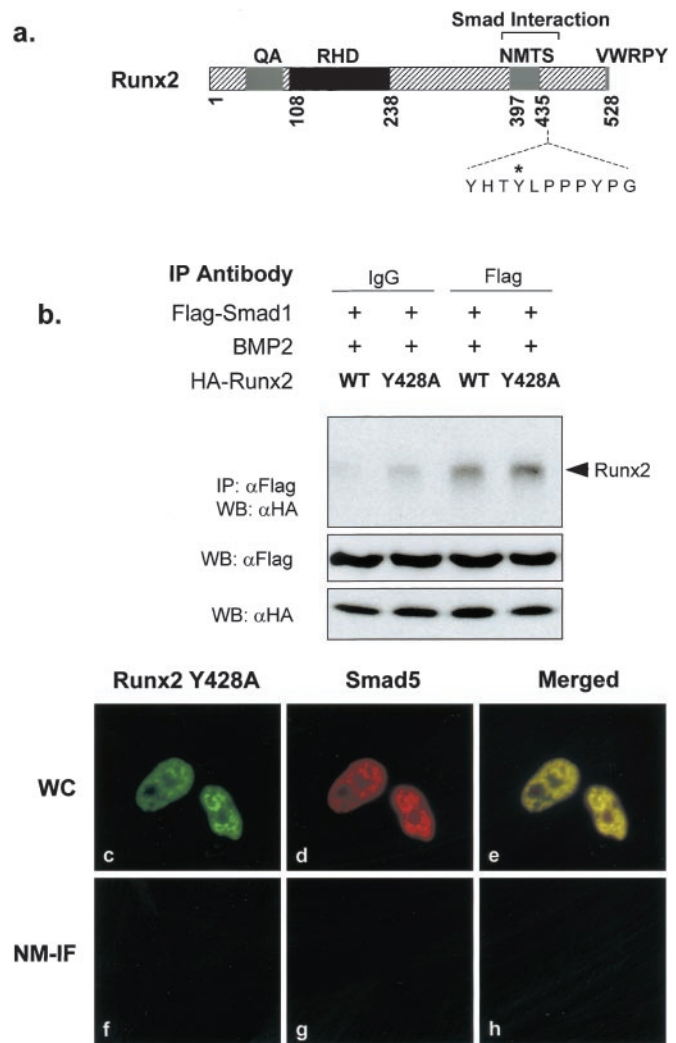 a.
Smad Interaction
QA RHD NMTS VWRPY
Runx2
1 108 238 397 435 528
*
Y H T Y L P P P Y P G
b.
IP Antibody IgG Flag
Flag-Smad1 + + + +
BMP2 + + + +
HA-Runx2 WT Y428A WT Y428A
Runx2
IP: αFlag
WB: αHA
WB: αFlag
WB: αHA
Runx2 Y428A Smad5 Merged
WC
c d e
NM-IF
f g h